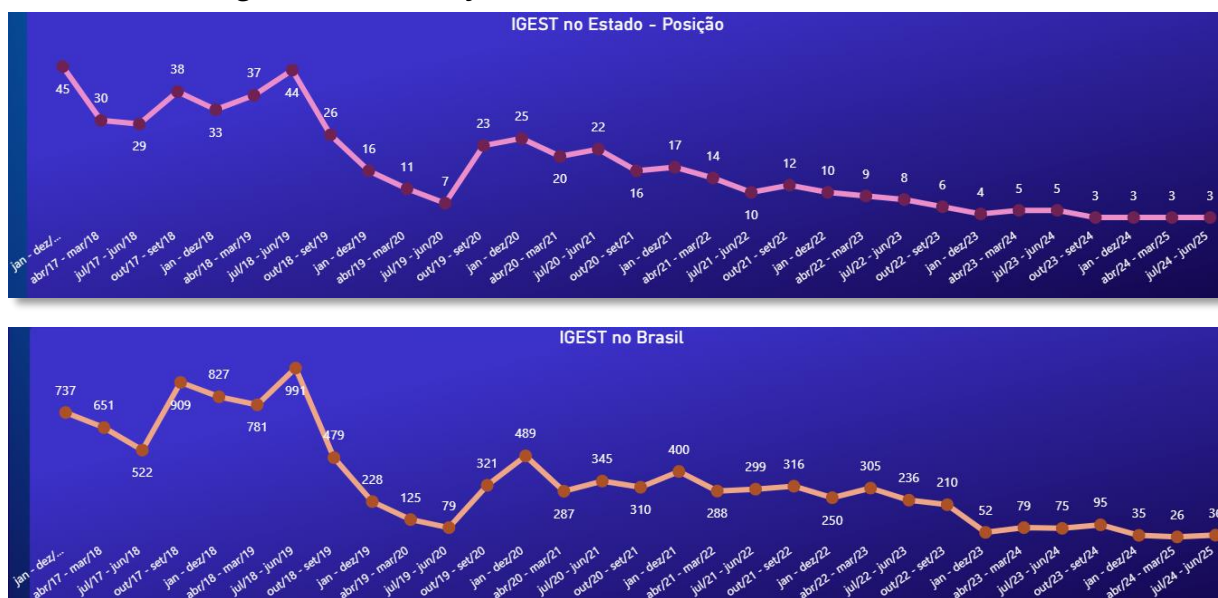 IGEST no Estado - Posição
45 30 29 38 33 37 44 26 16 11 7 23 25 20 22 16 17 14 10 12 10 9 8 6 4 5 5 3 3 3 3
jan - dez/...
abr/17 - mar/18
jul/17 - jun/18
out/17 - set/18
jan - dez/18
abr/18 - mar/19
jul/18 - jun/19
out/18 - set/19
jan - dez/19
abr/19 - mar/20
jul/19 - jun/20
out/19 - set/20
jan - dez/20
abr/20 - mar/21
jul/20 - jun/21
out/20 - set/21
jan - dez/21
abr/21 - mar/22
jul/21 - jun/22
out/21 - set/22
jan - dez/22
abr/22 - mar/23
jul/22 - jun/23
out/22 - set/23
jan - dez/23
abr/23 - mar/24
jul/23 - jun/24
out/23 - set/24
jan - dez/24
abr/24 - mar/25
jul/24 - jun/25
IGEST no Brasil
737 651 522 909 827 781 991 479 228 125 79 321 489 287 345 310 400 288 299 316 250 305 236 210 52 79 75 95 35 26
jan - dez/...
abr/17 - mar/18
jul/17 - jun/18
out/17 - set/18
jan - dez/18
abr/18 - mar/19
jul/18 - jun/19
out/18 - set/19
jan - dez/19
abr/19 - mar/20
jul/19 - jun/20
out/19 - set/20
jan - dez/20
abr/20 - mar/21
jul/20 - jun/21
out/20 - set/21
jan - dez/21
abr/21 - mar/22
jul/21 - jun/22
out/21 - set/22
jan - dez/22
abr/22 - mar/23
jul/22 - jun/23
out/22 - set/23
jan - dez/23
abr/23 - mar/24
jul/23 - jun/24
out/23 - set/24
jan - dez/24
abr/24 - mar/25
jul/24 - jun/25